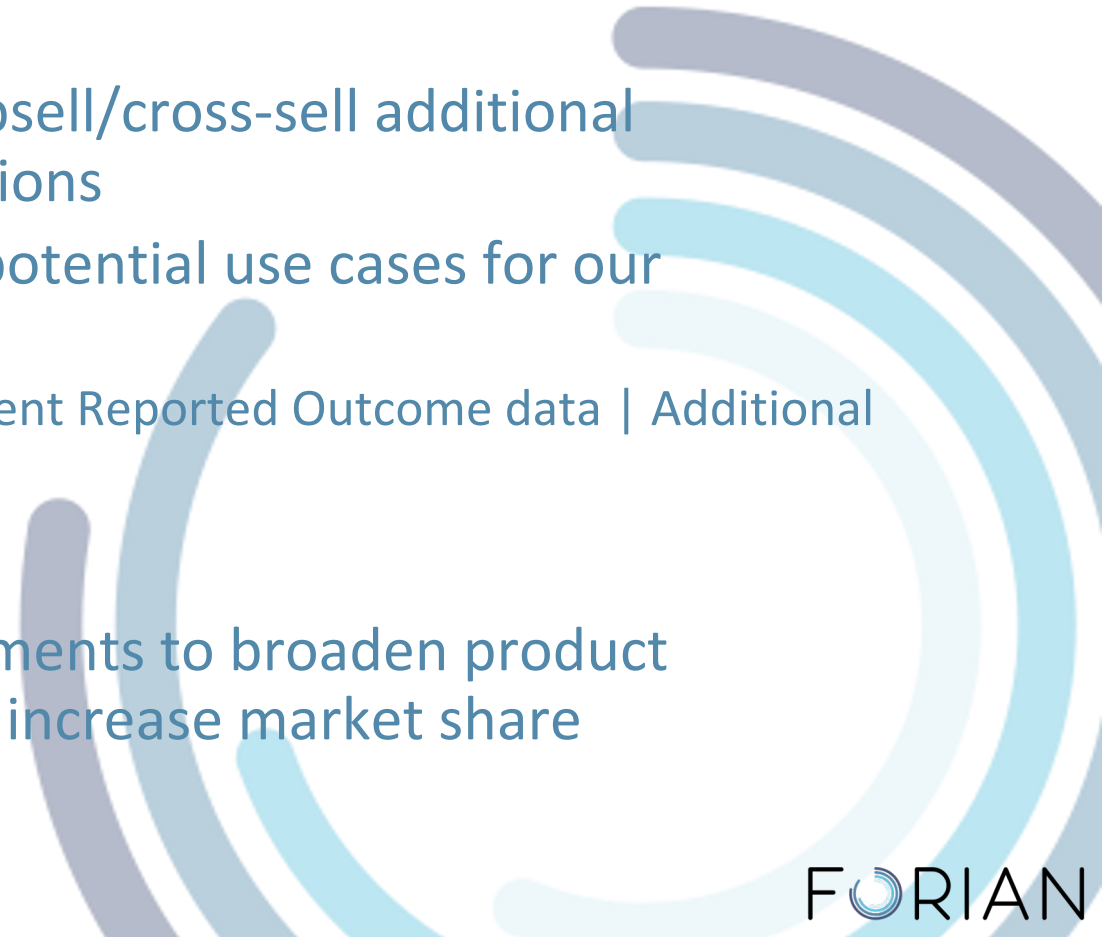 psell/cross-sell additional
ions
potential use cases for our
ent Reported Outcome data | Additional
ments to broaden product
increase market share
FORIAN